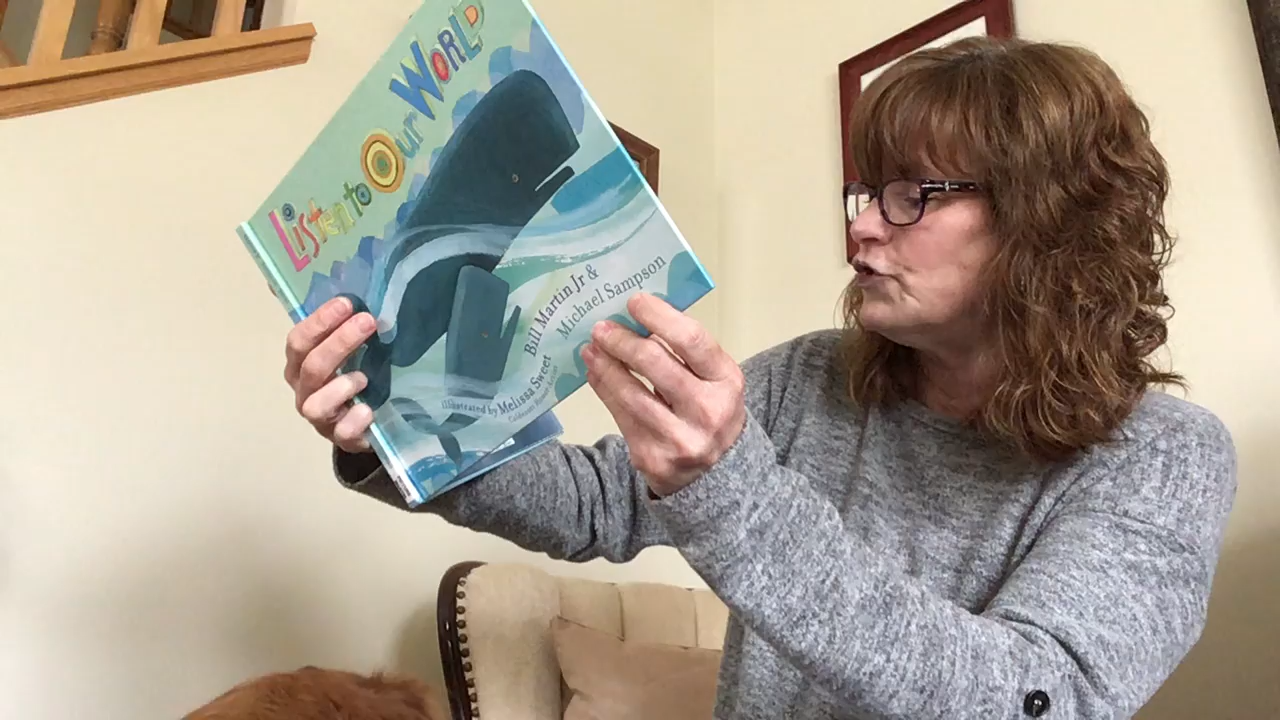 Listen to Our World
Bill Martin Jr &
Michael Sampson
illustrated by Melissa Sweet